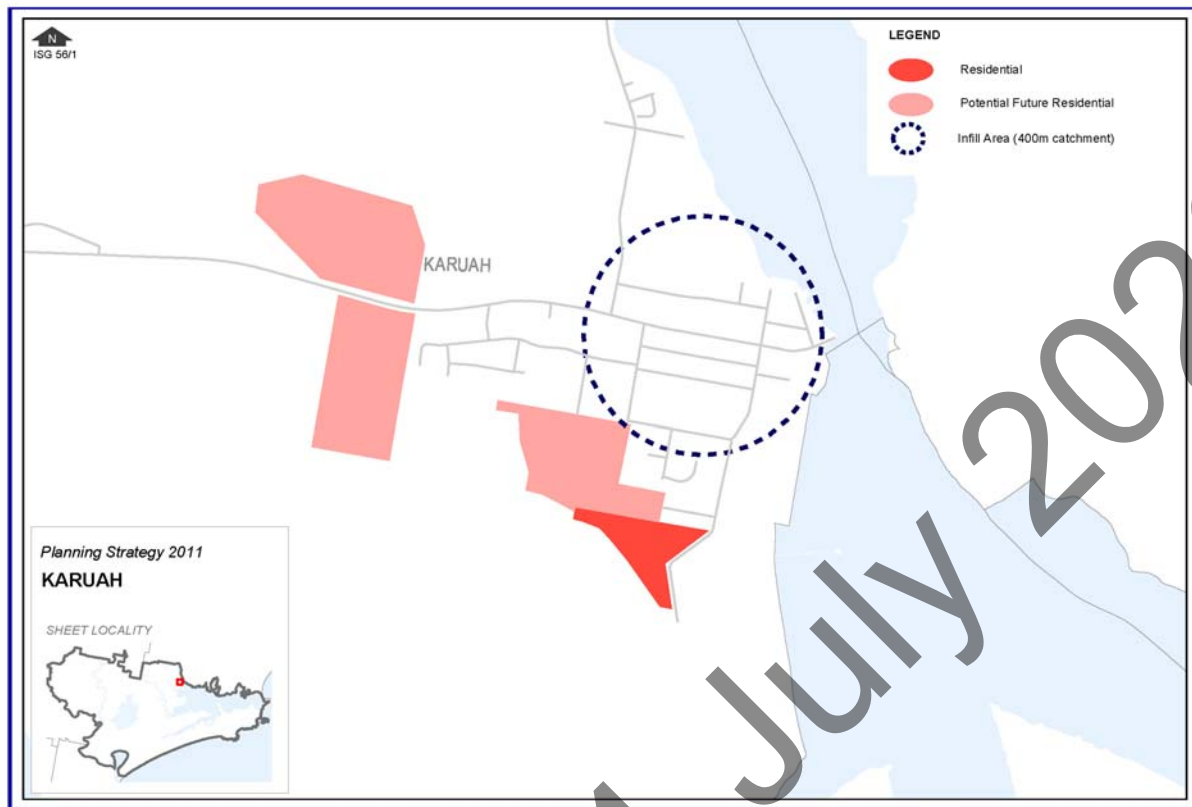 N
ISG 56/1
LEGEND
Residential
Potential Future Residential
Infill Area (400m catchment)
KARUAH
Planning Strategy 2011
KARUAH
SHEET LOCALITY
July